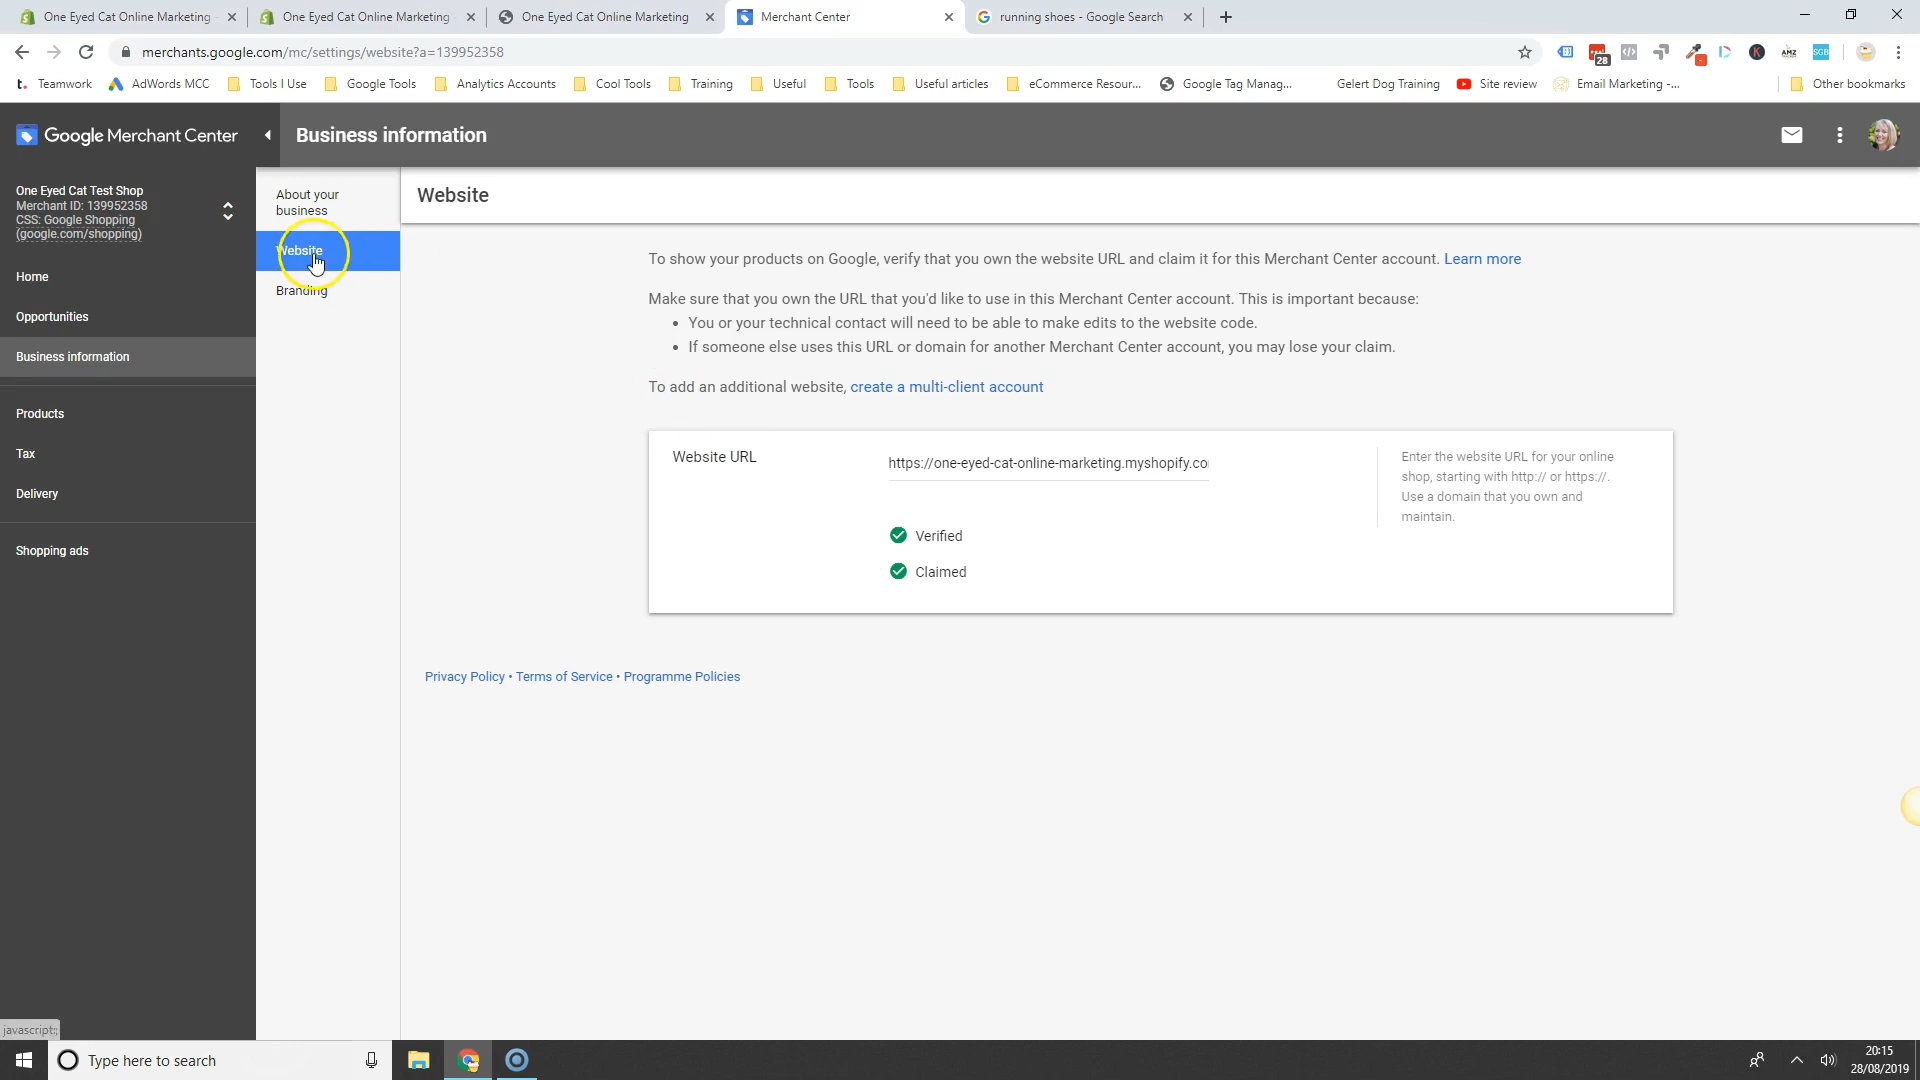 One Eyed Cat Online Marketing
One Eyed Cat Online Marketing
One Eyed Cat Online Marketing
Merchant Center
running shoes - Google Search
merchants.google.com/mc/settings/website?a=139952358
28
Teamwork
AdWords MCC
Tools I Use
Google Tools
Analytics Accounts
Cool Tools
Training
Useful
Tools
Useful articles
eCommerce Resour...
Google Tag Manag...
Gelert Dog Training
Site review
Email Marketing -...
Other bookmarks
Google Merchant Center
Business information
One Eyed Cat Test Shop
Merchant ID: 139952358
CSS: Google Shopping
(google.com/shopping)
Home
Opportunities
Business information
Products
Tax
Delivery
Shopping ads
About your
business
Website
Branding
Website
To show your products on Google, verify that you own the website URL and claim it for this Merchant Center account. Learn more
Make sure that you own the URL that you'd like to use in this Merchant Center account. This is important because:
• You or your technical contact will need to be able to make edits to the website code.
• If someone else uses this URL or domain for another Merchant Center account, you may lose your claim.
To add an additional website, create a multi-client account
Website URL
https://one-eyed-cat-online-marketing.myshopify.co
Verified
Claimed
Enter the website URL for your online
shop, starting with http:// or https://.
Use a domain that you own and
maintain.
Privacy Policy • Terms of Service • Programme Policies
javascript:;
Type here to search
20:15
28/08/2019